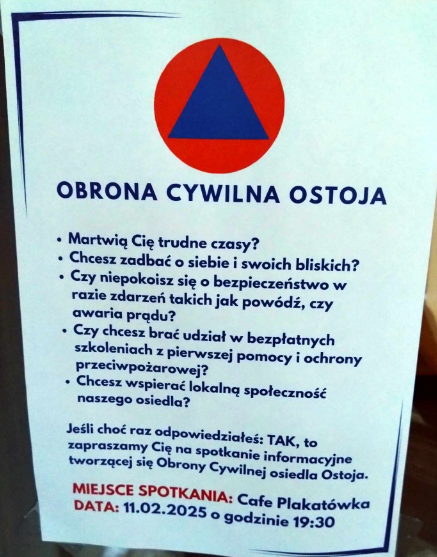 OBRONA CYWILNA OSTOJA
• Martwią Cię trudne czasy?
• Chcesz zadbać o siebie i swoich bliskich?
• Czy niepokoisz się o bezpieczeństwo w
razie zdarzeń takich jak powódź, czy
awaria prądu?
• Czy chcesz brać udział w bezpłatnych
szkoleniach z pierwszej pomocy i ochrony
przeciwpożarowej?
• Chcesz wspierać lokalną społeczność
naszego osiedla?
Jeśli choć raz odpowiedziałeś: TAK, to
zapraszamy Cię na spotkanie informacyjne
tworzącej się Obrony Cywilnej osiedla Ostoja.
MIEJSCE SPOTKANIA: Cafe Plakatówka
DATA: 11.02.2025 o godzinie 19:30